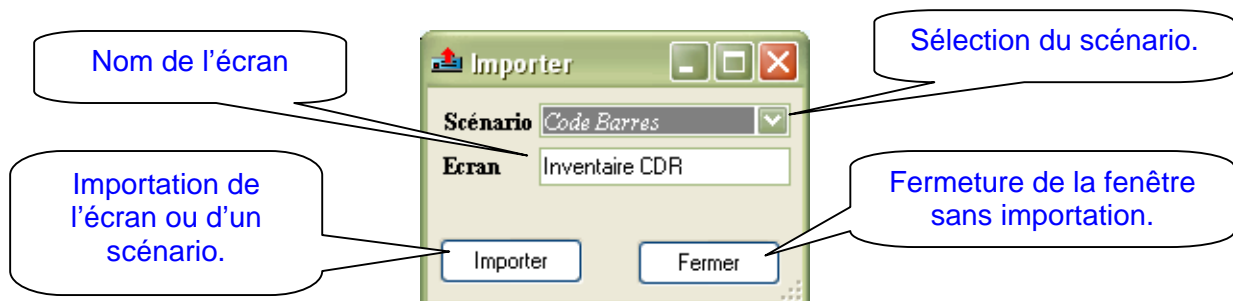 Nom de l'écran
Importer
Sélection du scénario.
Scénario Code Barres
Ecran Inventaire CDR
Importation de
l'écran ou d'un
scénario.
Fermeture de la fenêtre
sans importation.
Importer
Fermer